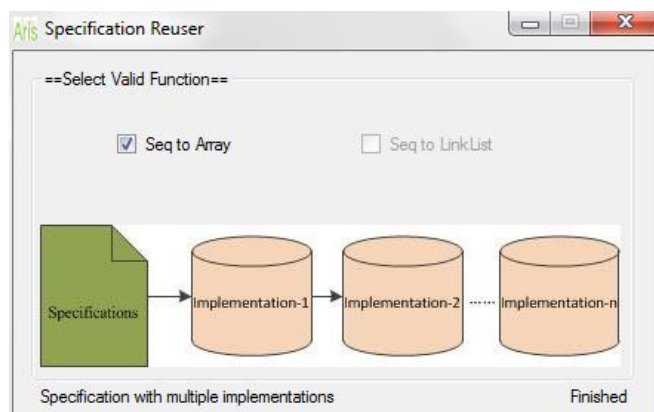 Aris Specification Reuser
==Select Valid Function==
Seq to Array Seq to LinkList
Specifications Implementation-1 Implementation-2 ...... Implementation-n
Specification with multiple implementations Finished